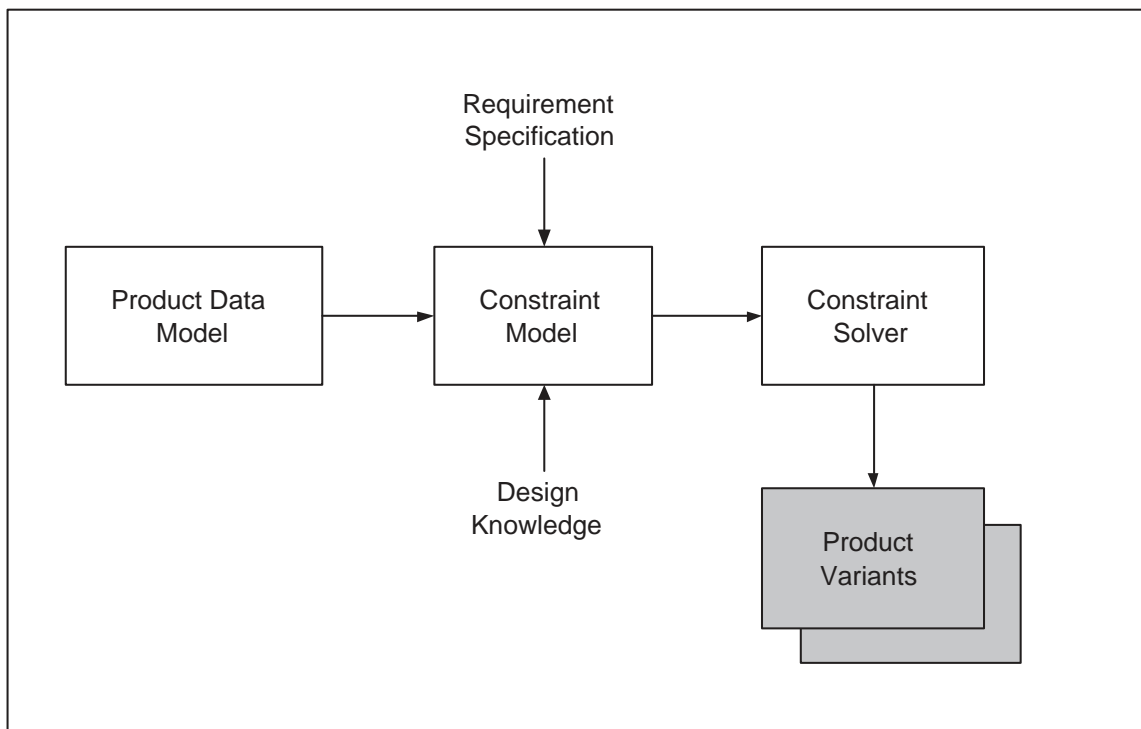 Requirement
Specification
Product Data
Model
Constraint
Model
Constraint
Solver
Design
Knowledge
Product
Variants